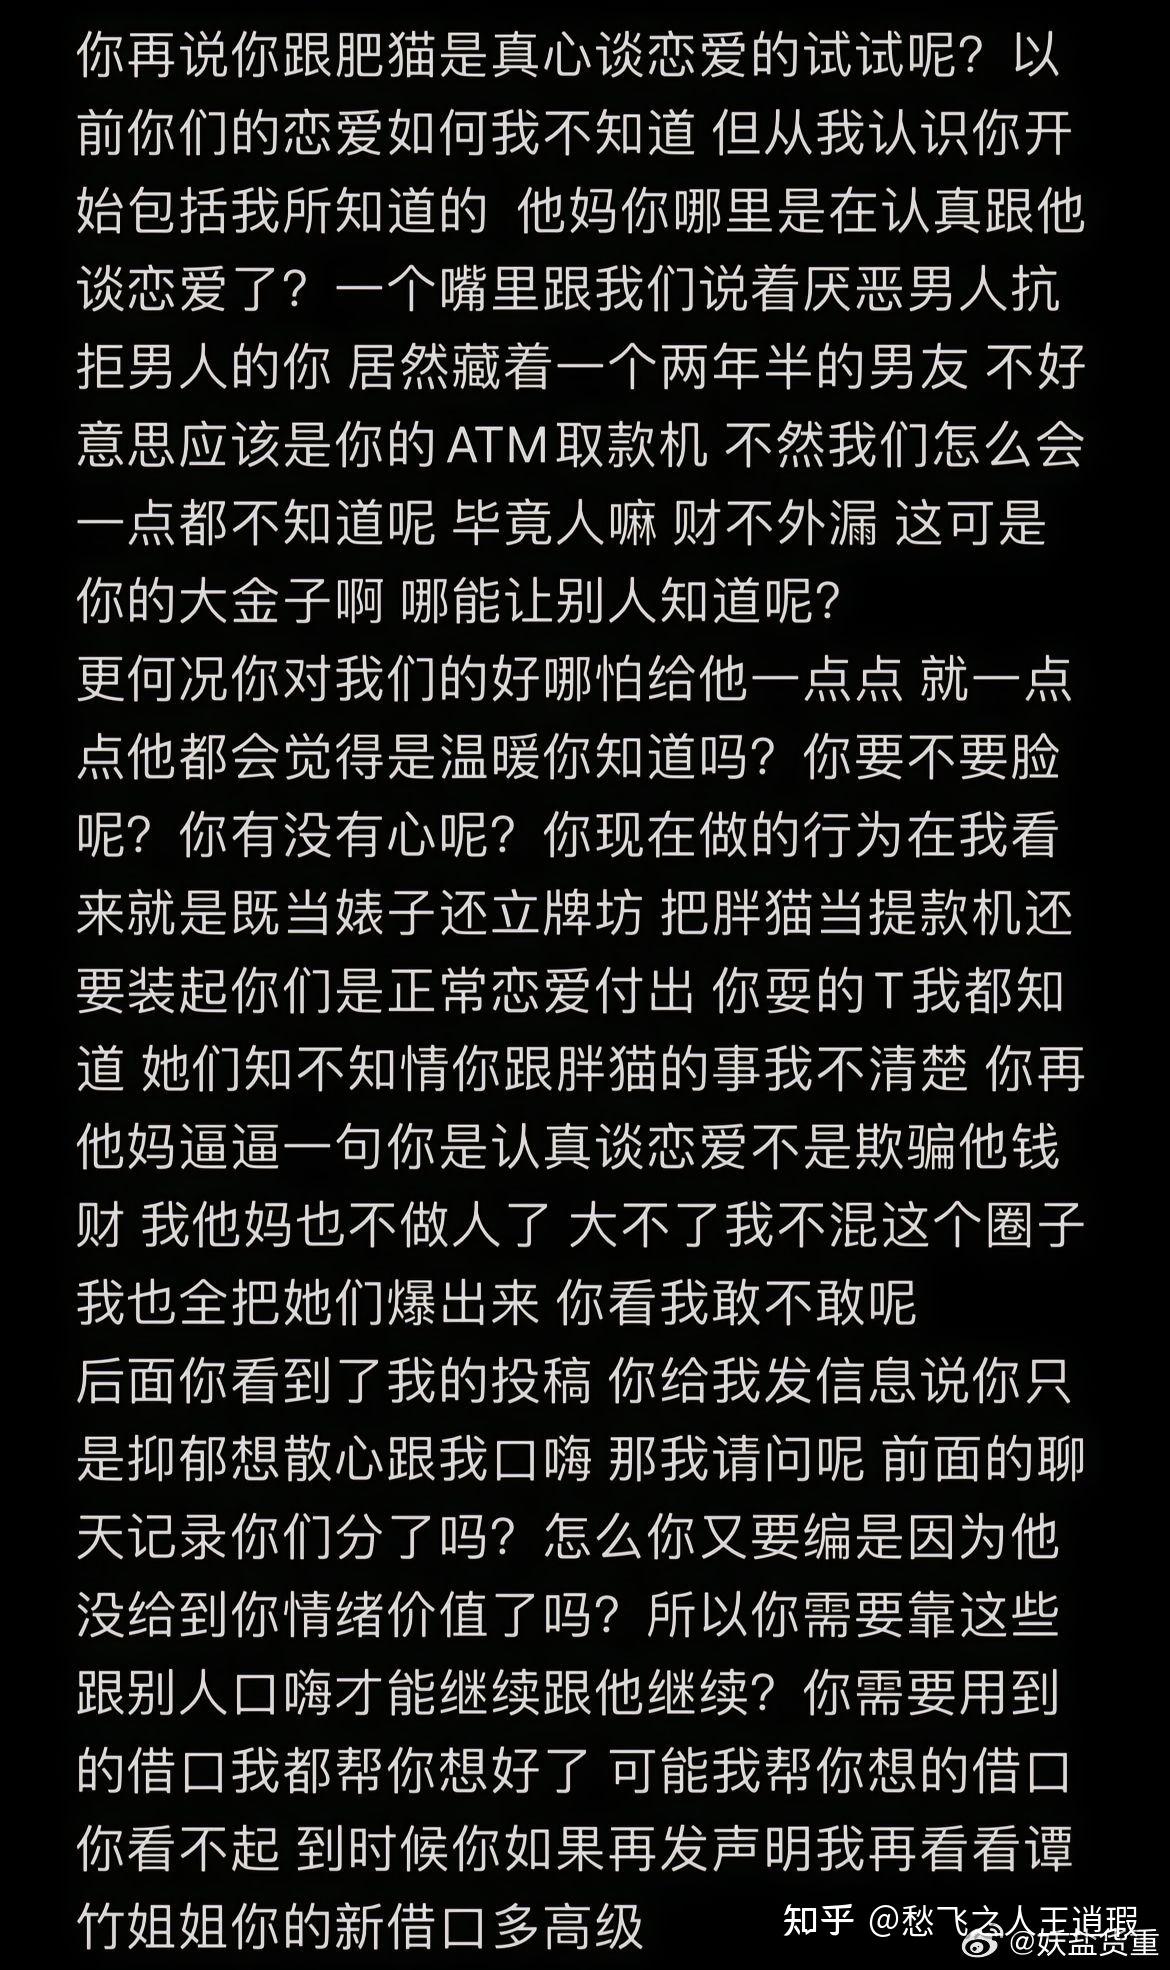 你再说你跟肥猫是真心谈恋爱的试试呢？以
前你们的恋爱如何我不知道 但从我认识你开
始包括我所知道的 他妈你哪里是在认真跟他
谈恋爱了？一个嘴里跟我们说着厌恶男人抗
拒男人的你 居然藏着一个两年半的男友 不好
意思应该是你的ATM取款机 不然我们怎么会
一点都不知道呢 毕竟人嘛 财不外漏 这可是
你的大金子啊 哪能让别人知道呢？
更何况你对我们的好哪怕给他一点点 就一点
点他都会觉得是温暖你知道吗？你要不要脸
呢？你有没有心呢？你现在做的行为在我看
来就是既当婊子还立牌坊 把胖猫当提款机还
要装起你们是正常恋爱付出 你耍的T我都知
道 她们知不知情你跟胖猫的事我不清楚 你再
他妈逼逼一句你是认真谈恋爱不是欺骗他钱
财 我他妈也不做人了 大不了我不混这个圈子
我也全把她们爆出来 你看我敢不敢呢
后面你看到了我的投稿 你给我发信息说你只
是抑郁想散心跟我口嗨 那我请问呢 前面的聊
天记录你们分了吗？怎么你又要编是因为他
没给到你情绪价值了吗？所以你需要靠这些
跟别人口嗨才能继续跟他继续？你需要用到
的借口我都帮你想好了 可能我帮你想的借口
你看不起 到时候你如果再发声明我再看看谭
竹姐姐你的新借口多高级
知乎 @愁飞之人王逍瑕
@妖盐货重